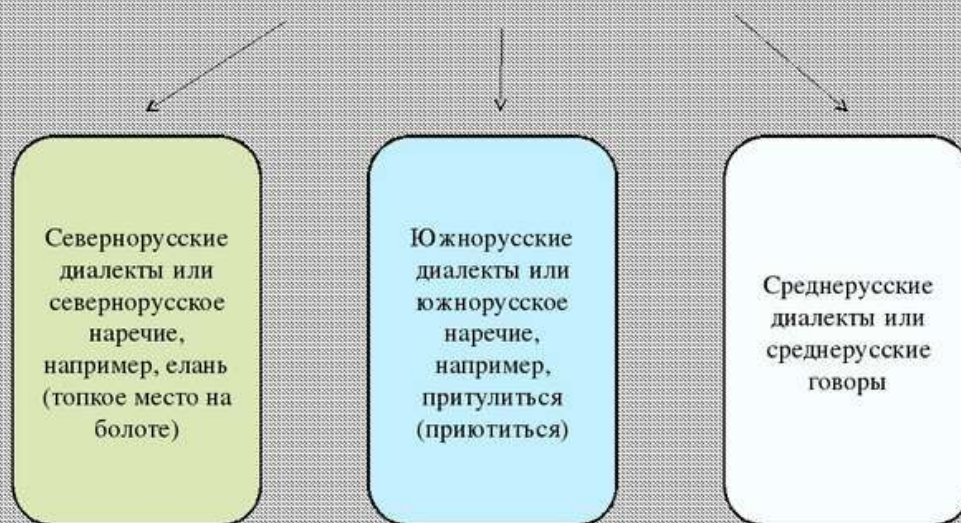 Севернорусские
диалекты или
севернорусское
наречие,
например, елань
(топкое место на
болоте)
Южнорусские
диалекты или
южнорусское
наречие,
например,
притулиться
(приютиться)
Среднерусские
диалекты или
среднерусские
говоры